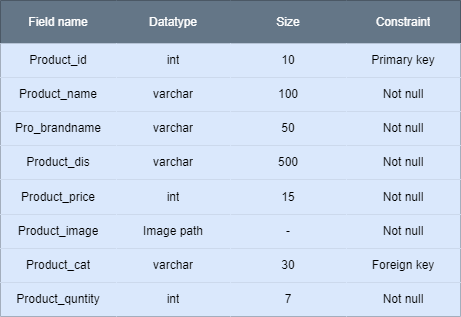 Field name Datatype Size Constraint
Product_id int 10 Primary key
Product_name varchar 100 Not null
Pro_brandname varchar 50 Not null
Product_dis varchar 500 Not null
Product_price int 15 Not null
Product_image Image path - Not null
Product_cat varchar 30 Foreign key
Product_quntity int 7 Not null